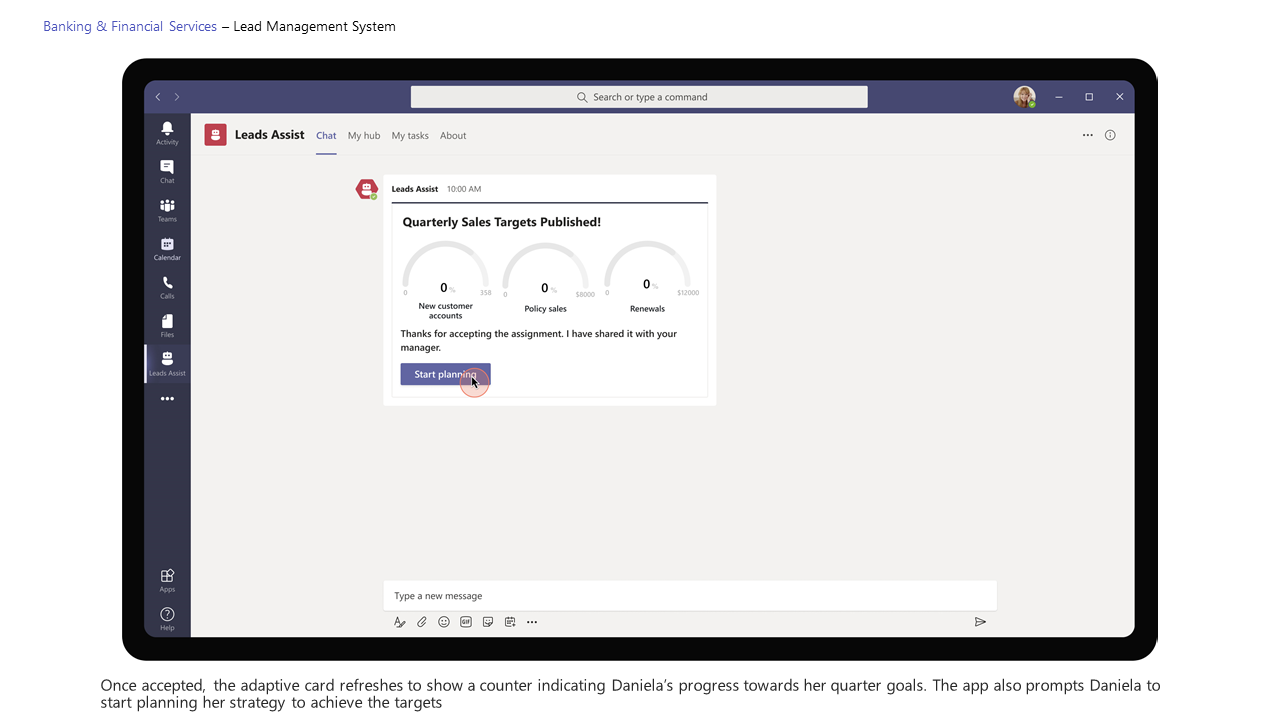 Banking & Financial Services – Lead Management System
Search or type a command
Activity
Chat
Teams
Calendar
Calls
Files
Leads Assist
Apps
Help
Leads Assist Chat My hub My tasks About
Leads Assist 10:00 AM
Quarterly Sales Targets Published!
0 % 0 % 0 %
0 358 0 $8000 0 $12000
New customer
accounts
Policy sales
Renewals
Thanks for accepting the assignment. I have shared it with your
manager.
Start planning
Type a new message
GIF
Once accepted, the adaptive card refreshes to show a counter indicating Daniela’s progress towards her quarter goals. The app also prompts Daniela to
start planning her strategy to achieve the targets